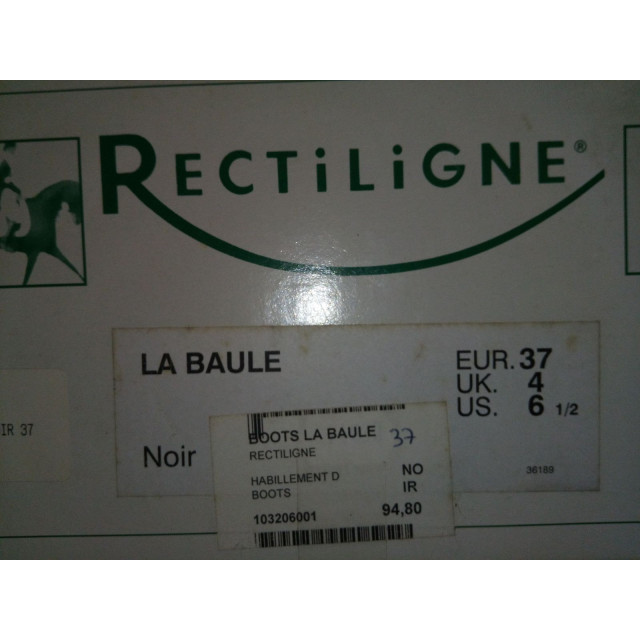 RECTiLiGNE®
LA BAULE
EUR. 37
UK. 4
US. 6 1/2
IR 37
Noir
36189
BOOTS LA BAULE 37
RECTILIGNE
HABILLEMENT D NO
BOOTS IR
103206001 94,80